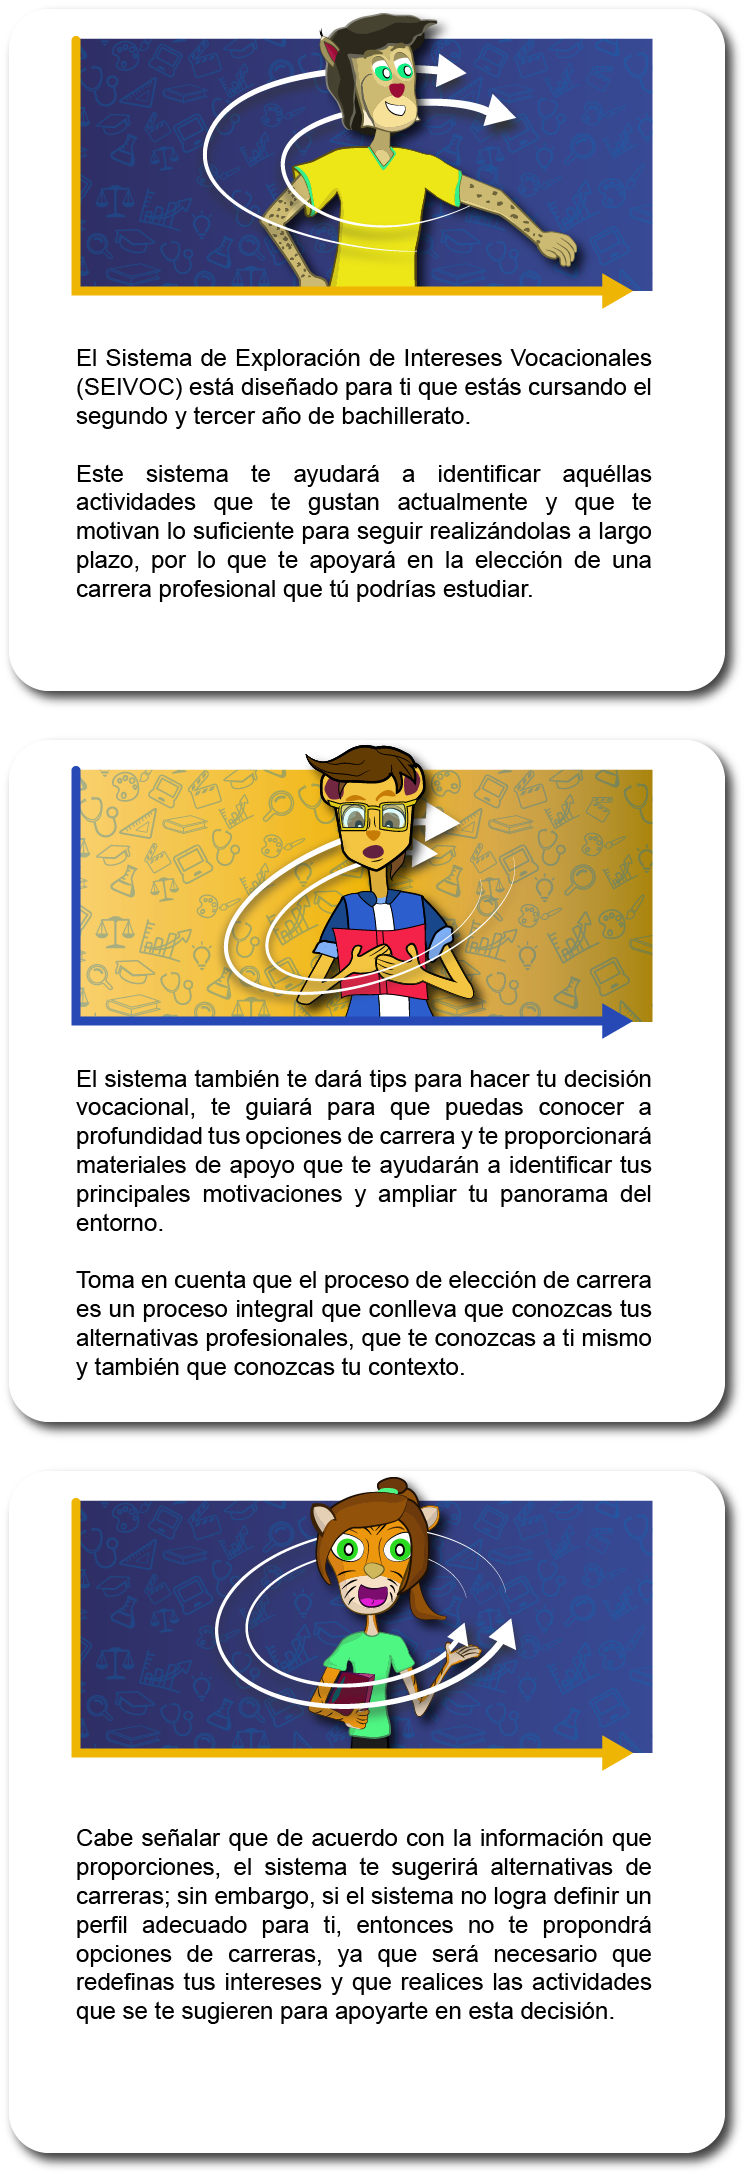 El Sistema de Exploración de Intereses Vocacionales
(SEIVOC) está diseñado para ti que estás cursando el
segundo y tercer año de bachillerato.
Este sistema te ayudará a identificar aquéllas
actividades que te gustan actualmente y que te
motivan lo suficiente para seguir realizándolas a largo
plazo, por lo que te apoyará en la elección de una
carrera profesional que tú podrías estudiar.
El sistema también te dará tips para hacer tu decisión
vocacional, te guiará para que puedas conocer a
profundidad tus opciones de carrera y te proporcionará
materiales de apoyo que te ayudarán a identificar tus
principales motivaciones y ampliar tu panorama del
entorno.
Toma en cuenta que el proceso de elección de carrera
es un proceso integral que conlleva que conozcas tus
alternativas profesionales, que te conozcas a ti mismo
y también que conozcas tu contexto.
Cabe señalar que de acuerdo con la información que
proporciones, el sistema te sugerirá alternativas de
carreras; sin embargo, si el sistema no logra definir un
perfil adecuado para ti, entonces no te propondrá
opciones de carreras, ya que será necesario que
redefinas tus intereses y que realices las actividades
que se te sugieren para apoyarte en esta decisión.